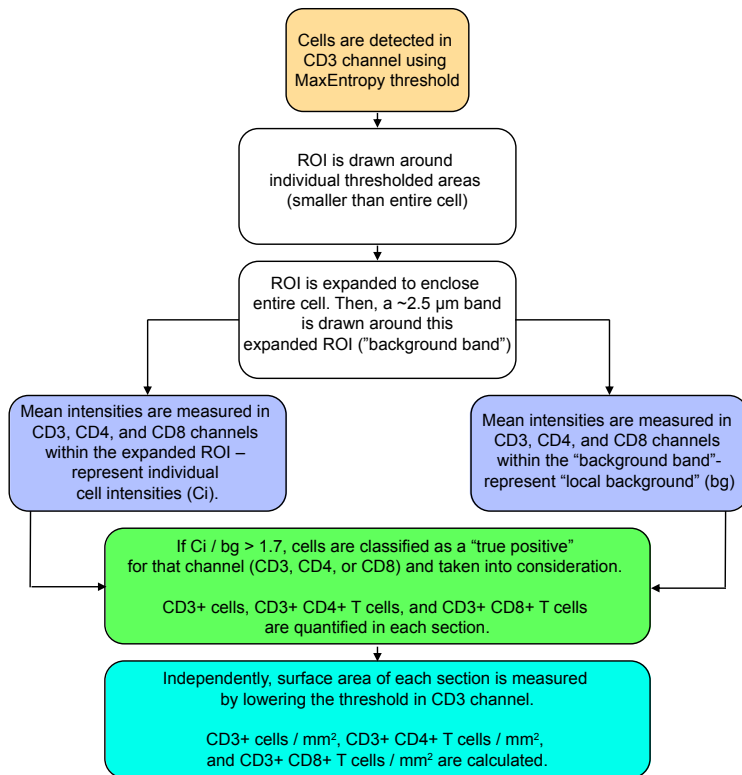 Cells are detected in
CD3 channel using
MaxEntropy threshold
ROI is drawn around
individual thresholded areas
(smaller than entire cell)
ROI is expanded to enclose
entire cell. Then, a ~2.5 µm band
is drawn around this
expanded ROI (”background band”)
Mean intensities are measured in
CD3, CD4, and CD8 channels
within the expanded ROI –
represent individual
cell intensities (Ci).
Mean intensities are measured in
CD3, CD4, and CD8 channels
within the “background band”-
represent “local background” (bg)
If Ci / bg > 1.7, cells are classified as a “true positive”
for that channel (CD3, CD4, or CD8) and taken into consideration.
CD3+ cells, CD3+ CD4+ T cells, and CD3+ CD8+ T cells
are quantified in each section.
Independently, surface area of each section is measured
by lowering the threshold in CD3 channel.
CD3+ cells / mm², CD3+ CD4+ T cells / mm²,
and CD3+ CD8+ T cells / mm² are calculated.